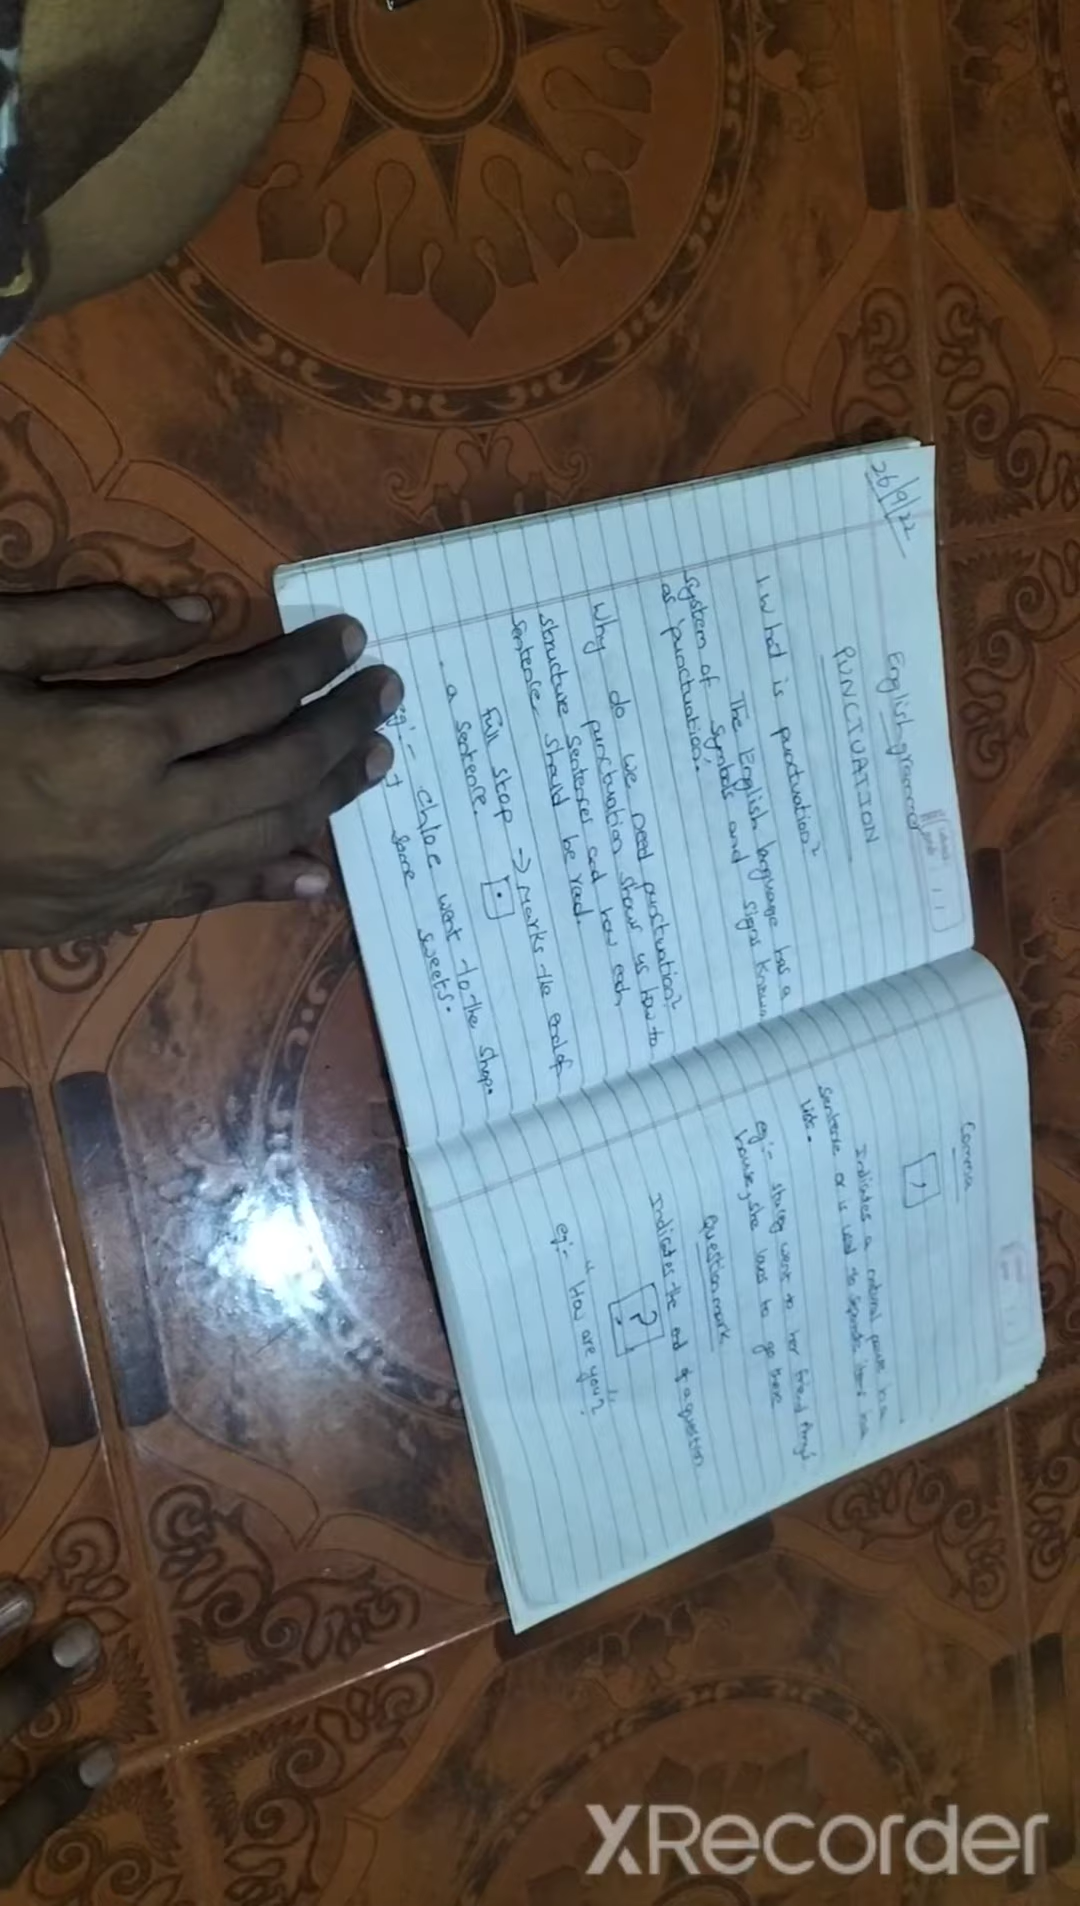 26/9/22
English grammar
PUNCTUATION
1 What is punctuation?
The English language has a
system of symbols and signs known
as 'punctuation'.
Why do we need punctuation?
punctuation shows us how to
structure sentences and how each
sentence should be read.
full stop → Marks the end of
a sentence.
eg:- Chloe went to the shop.
some sweets.
Comma
,
Indicates a natural pause in a
sentence or is used to separate items
list.
eg:- went to her friend
house, she to go there
Question mark
?
Indicates the end of a question
eg:- "How are you?"
XRecorder